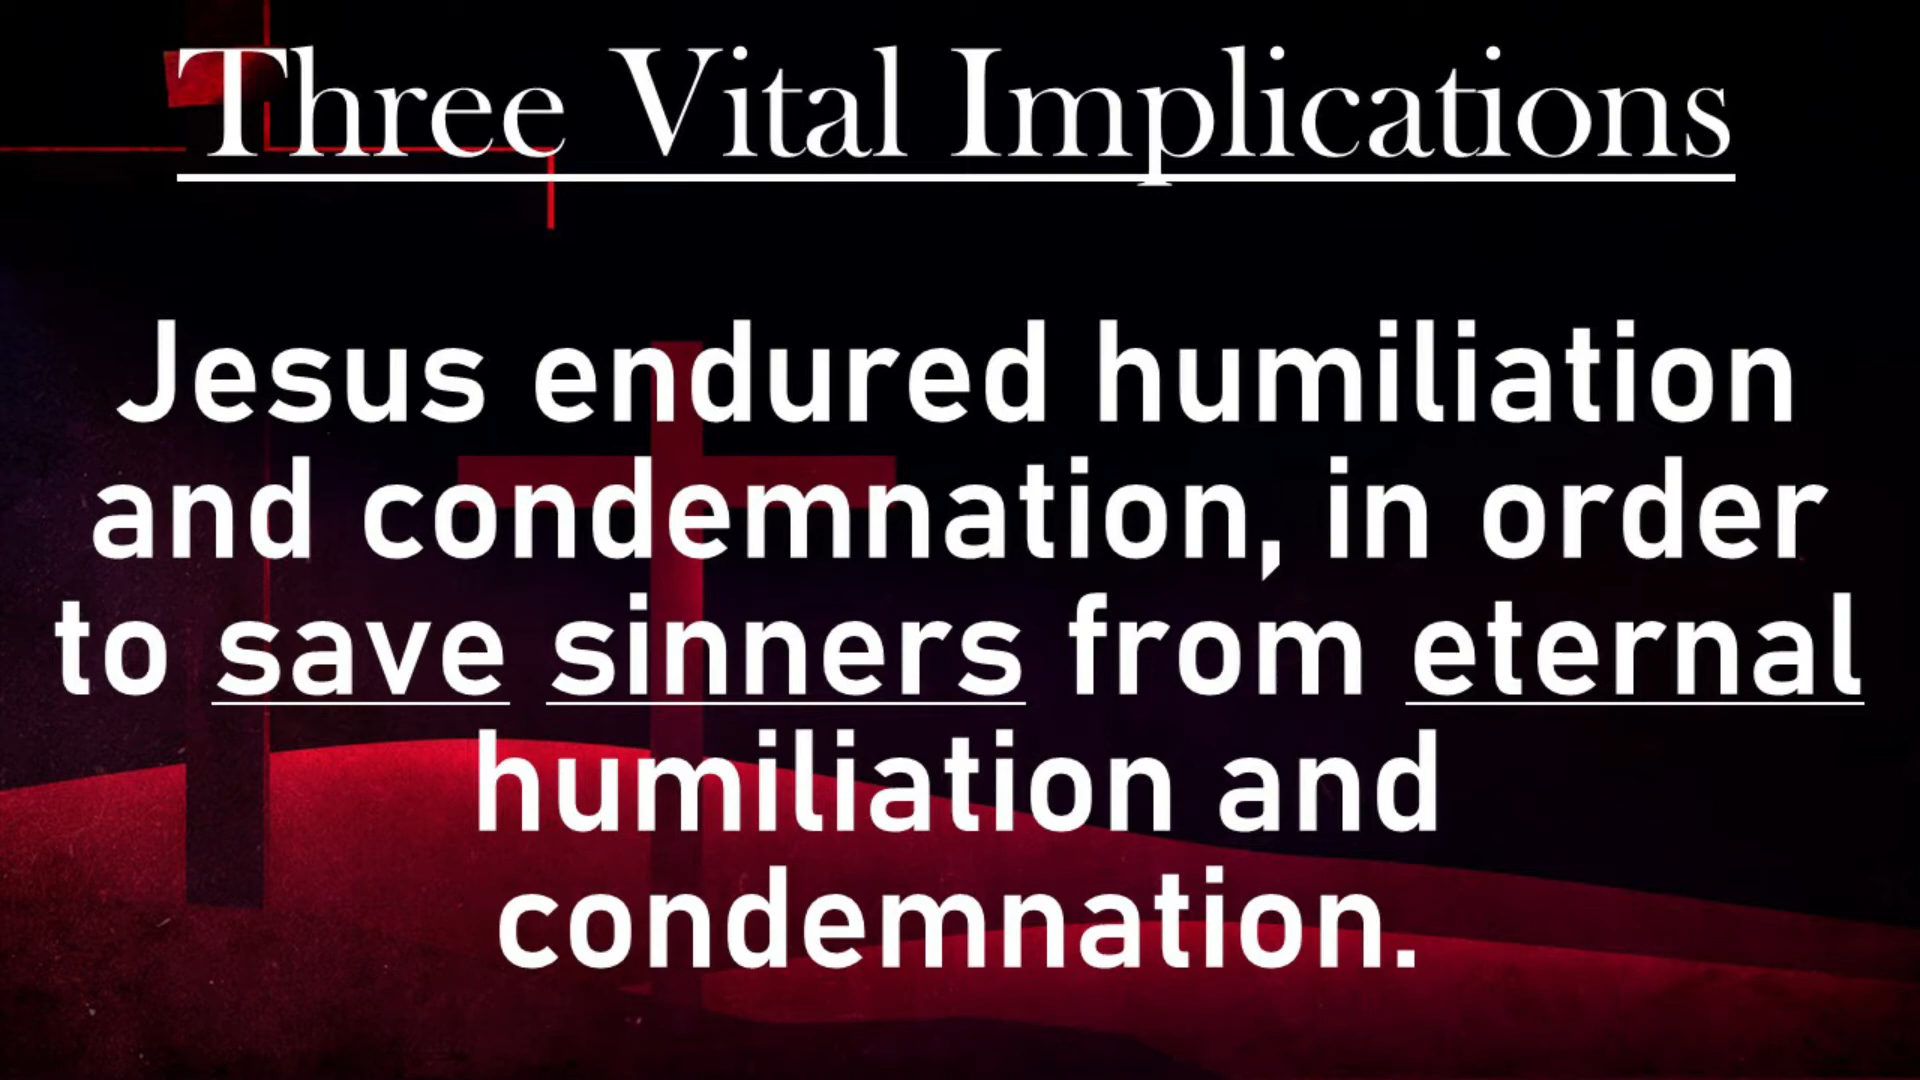 Three Vital Implications
Jesus endured humiliation
and condemnation, in order
to save sinners from eternal
humiliation and
condemnation.